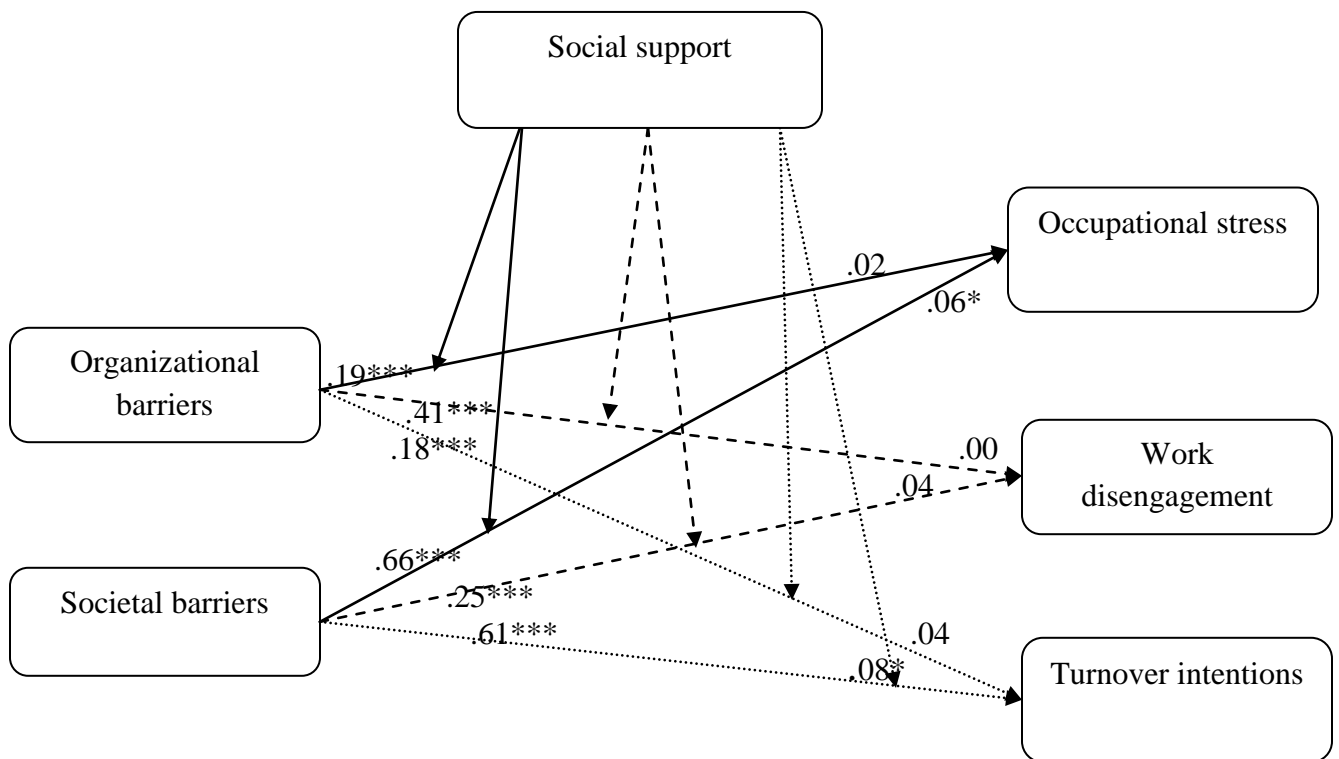 Social support
Occupational stress
.02
.06*
Organizational
barriers
.19***
.41***
.18***
.00
Work
disengagement
.04
.66***
Societal barriers
.25***
.61***
.04
.08*
Turnover intentions